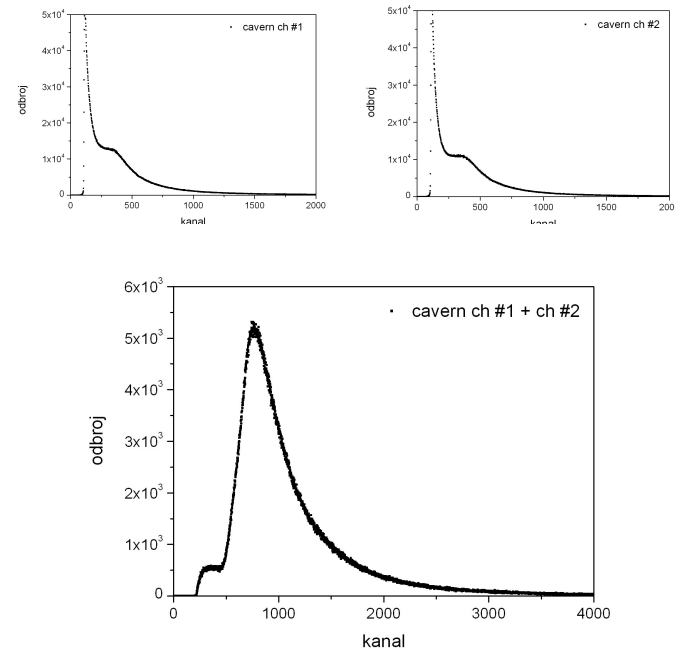 5x10⁴
4x10⁴
3x10⁴
2x10⁴
1x10⁴
0
odbroj
cavern ch #1
0 500 1000 1500 2000
kanal
5x10⁴
4x10⁴
3x10⁴
2x10⁴
1x10⁴
0
odbroj
cavern ch #2
0 500 1000 1500 200
kanal
6x10³
5x10³
4x10³
3x10³
2x10³
1x10³
0
odbroj
cavern ch #1 + ch #2
0 1000 2000 3000 4000
kanal